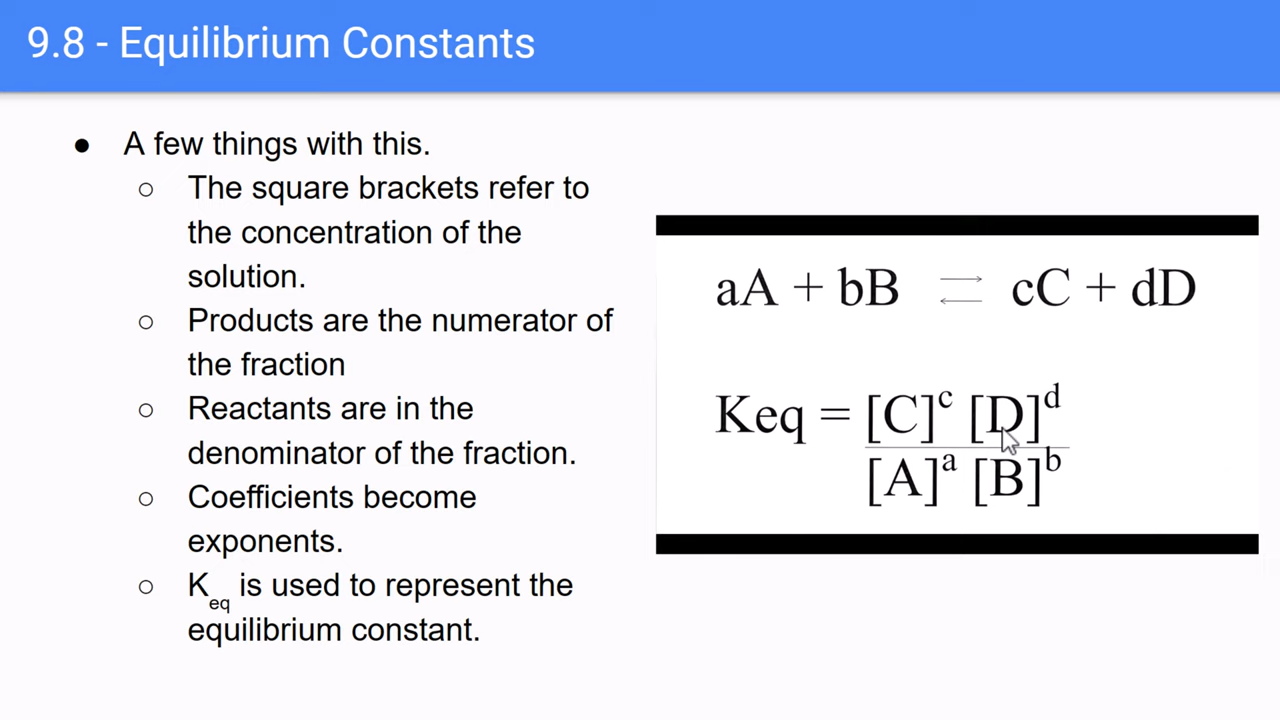 9.8 - Equilibrium Constants
● A few things with this.
○ The square brackets refer to
the concentration of the
solution.
○ Products are the numerator of
the fraction
○ Reactants are in the
denominator of the fraction.
○ Coefficients become
exponents.
○ K_eq is used to represent the
equilibrium constant.
aA + bB ⇌ cC + dD
Keq = [C]^c [D]^d
[A]^a [B]^b